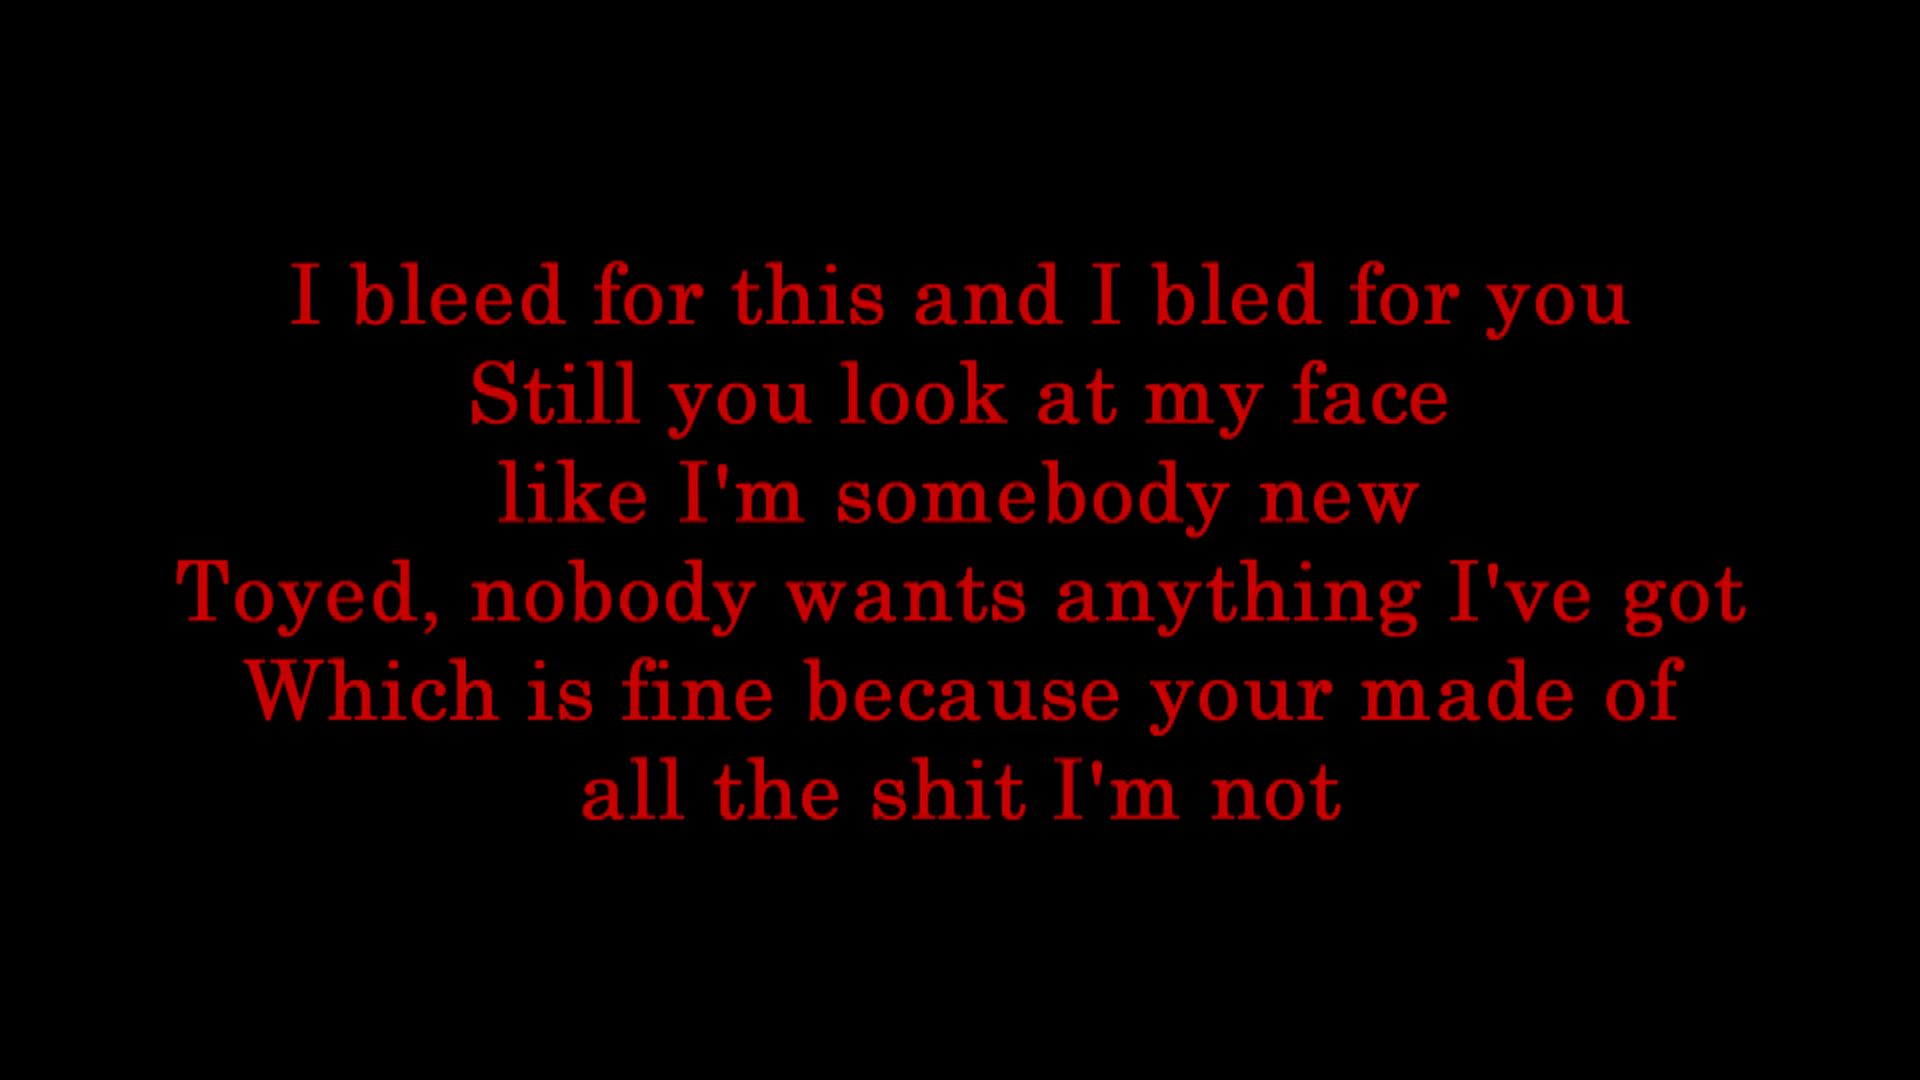 I bleed for this and I bled for you
Still you look at my face
like I'm somebody new
Toyed, nobody wants anything I've got
Which is fine because your made of
all the shit I'm not